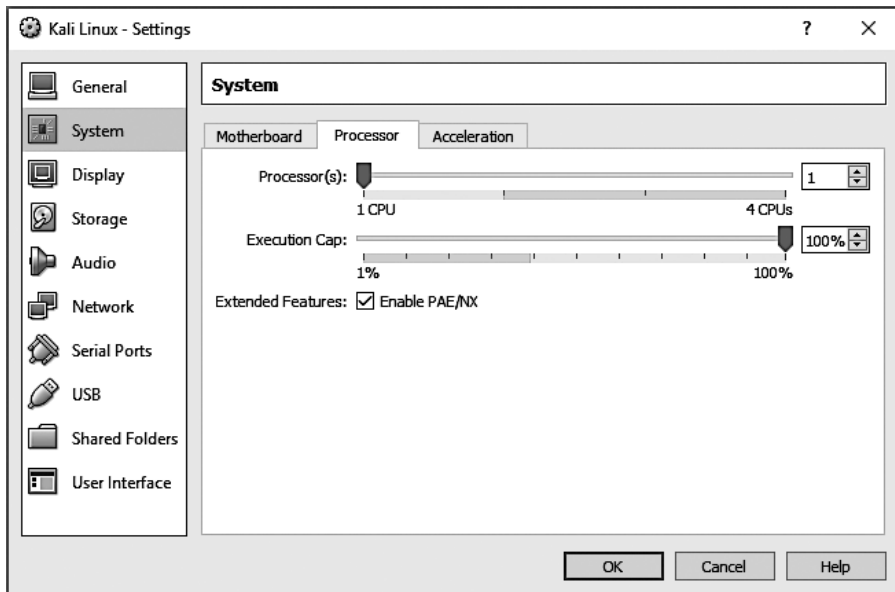 Kali Linux - Settings
?
General
System
Display
Storage
Audio
Network
Serial Ports
USB
Shared Folders
User Interface
System
Motherboard Processor Acceleration
Processor(s): 1
1 CPU 4 CPUs
Execution Cap: 100%
1% 100%
Extended Features: Enable PAE/NX
OK Cancel Help